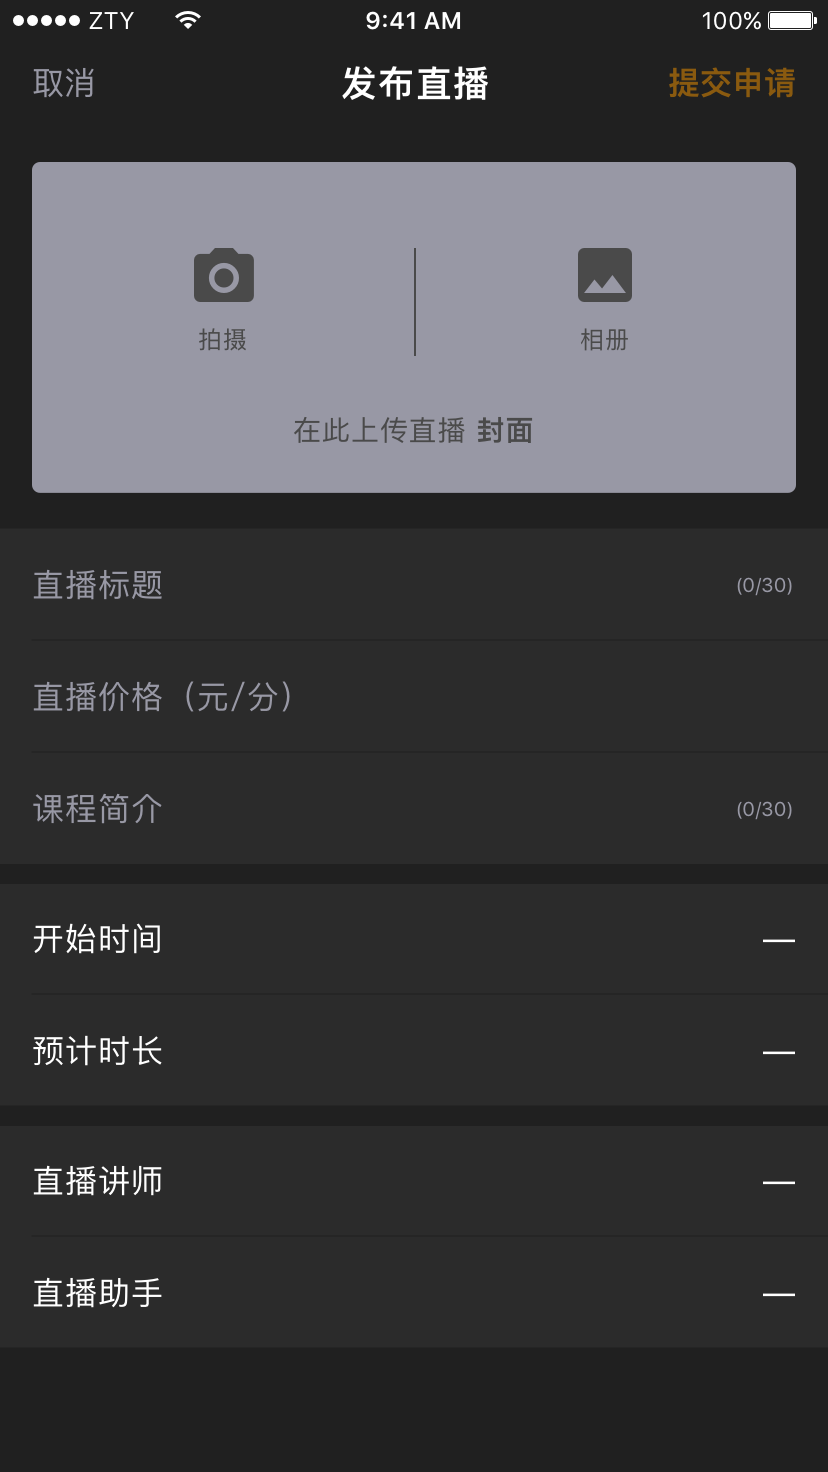 ZTY 9:41 AM 100%
取消 发布直播 提交申请
拍摄 相册
在此上传直播 封面
直播标题 (0/30)
直播价格（元/分）
课程简介 (0/30)
开始时间 —
预计时长 —
直播讲师 —
直播助手 —